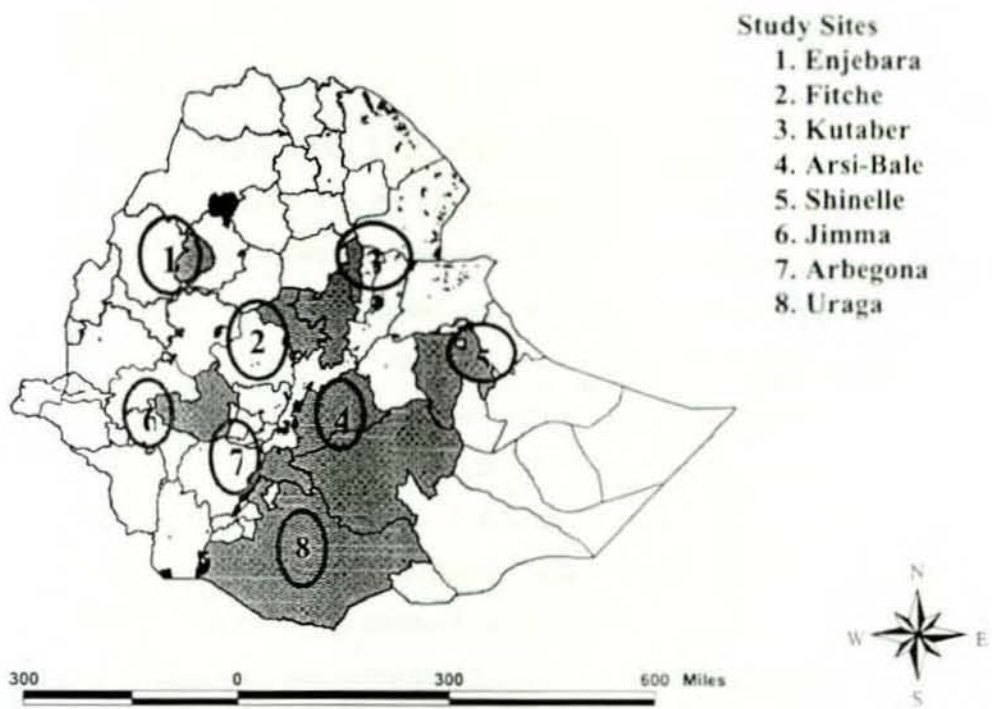 Study Sites
1. Enjebara
2. Fitche
3. Kutaber
4. Arsi-Bale
5. Shinelle
6. Jimma
7. Arbegona
8. Uraga
1
3
2
5
6
4
7
8
N
W E
S
300 0 300 600 Miles